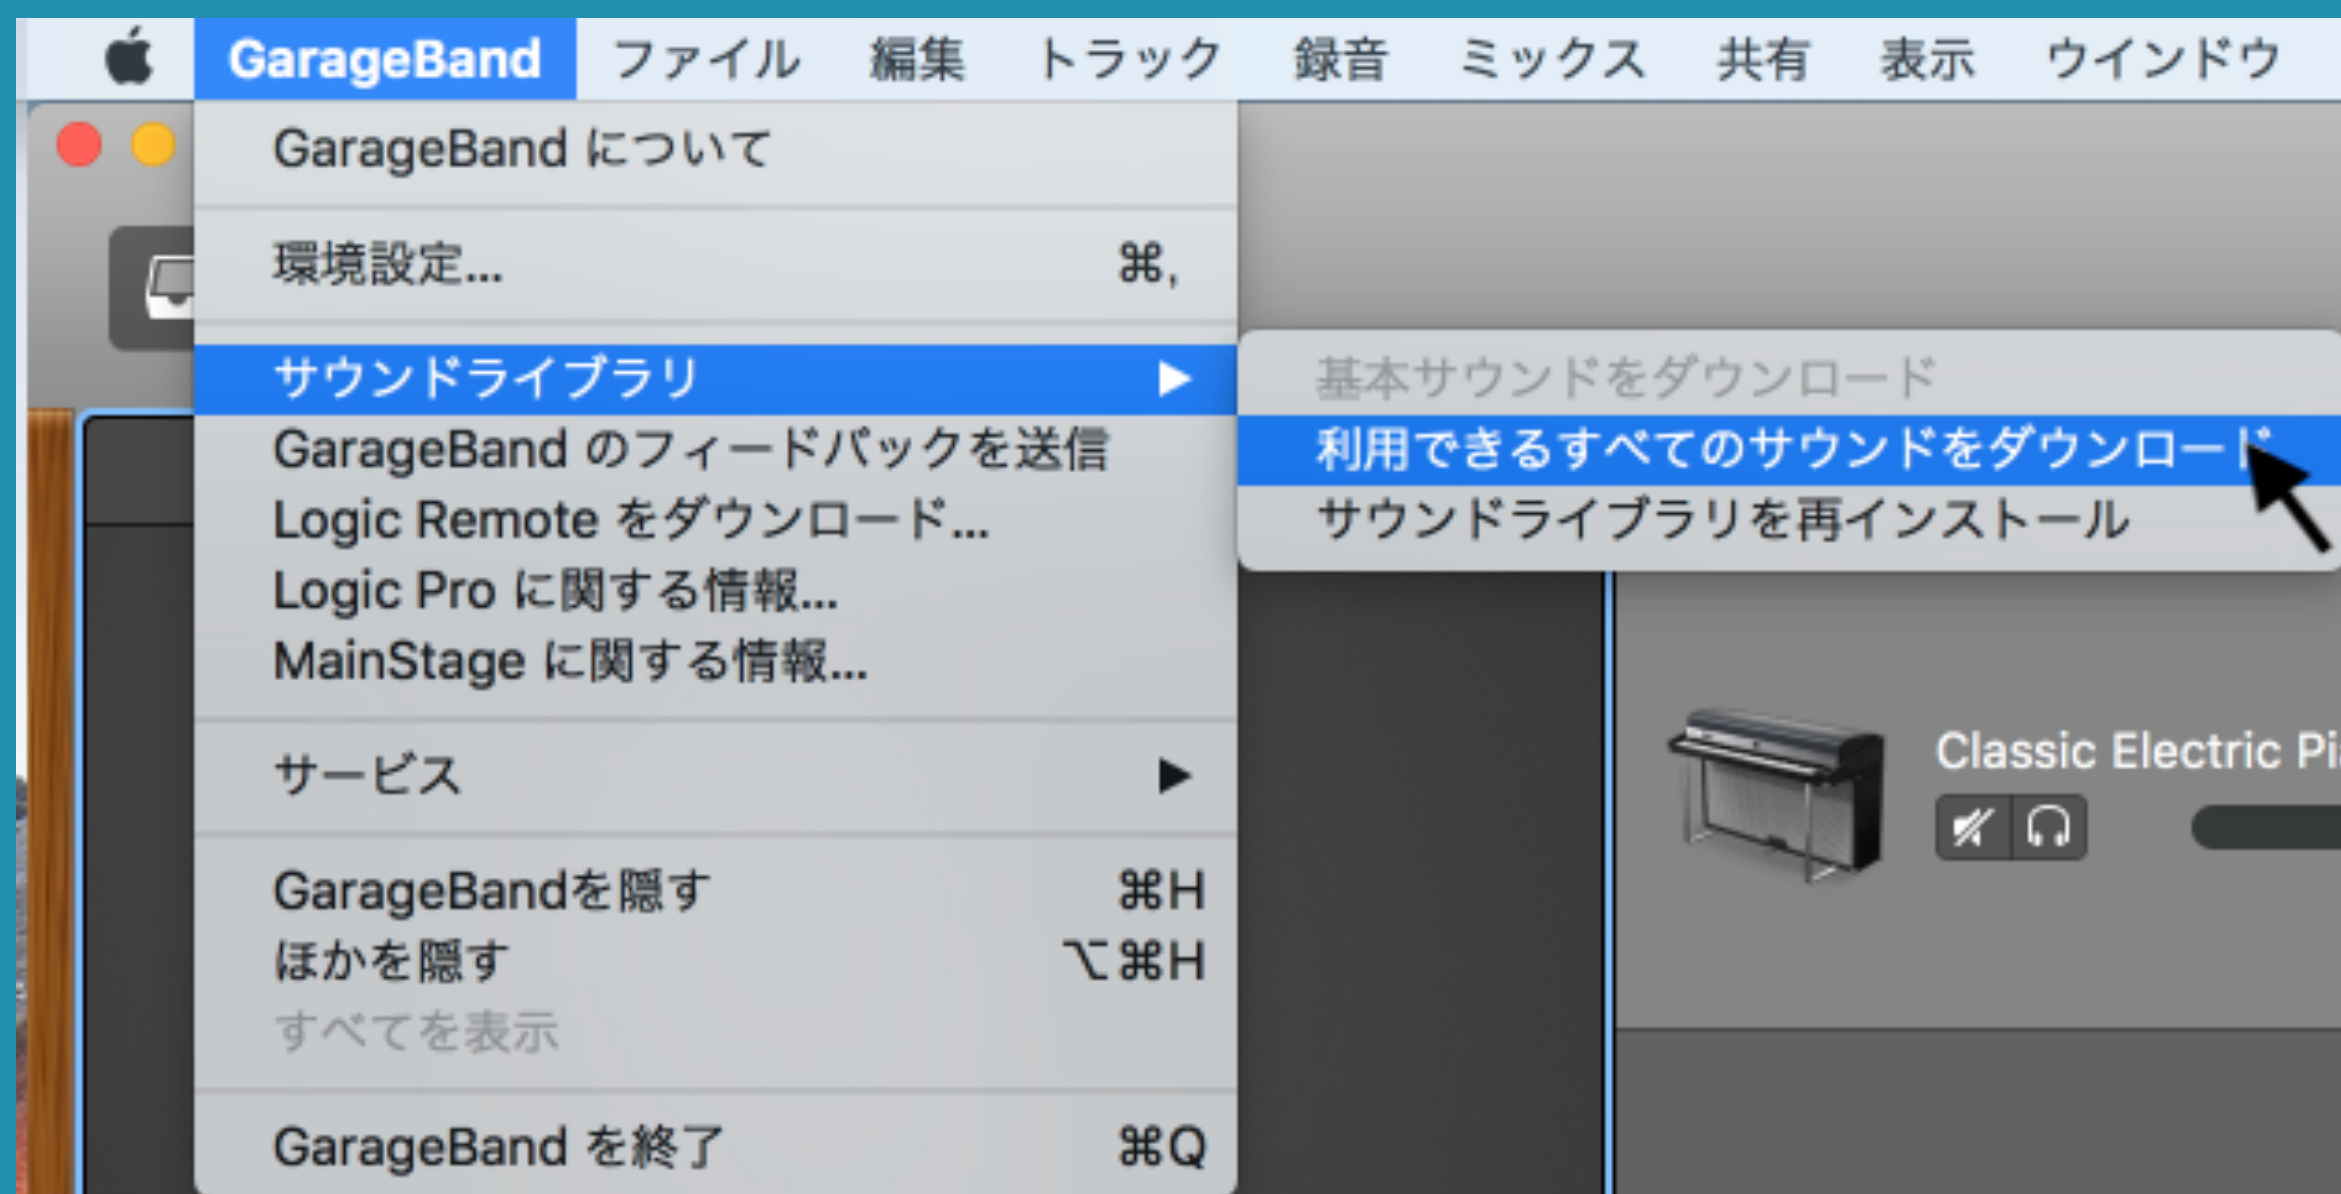 GarageBand ファイル 編集 トラック 録音 ミックス 共有 表示 ウインドウ
GarageBand について
環境設定... ⌘,
サウンドライブラリ ▶
基本サウンドをダウンロード
利用できるすべてのサウンドをダウンロード
サウンドライブラリを再インストール
GarageBand のフィードバックを送信
Logic Remote をダウンロード...
Logic Pro に関する情報...
MainStage に関する情報...
サービス ▶
GarageBandを隠す ⌘H
ほかを隠す ⌥⌘H
すべてを表示
GarageBand を終了 ⌘Q
Classic Electric